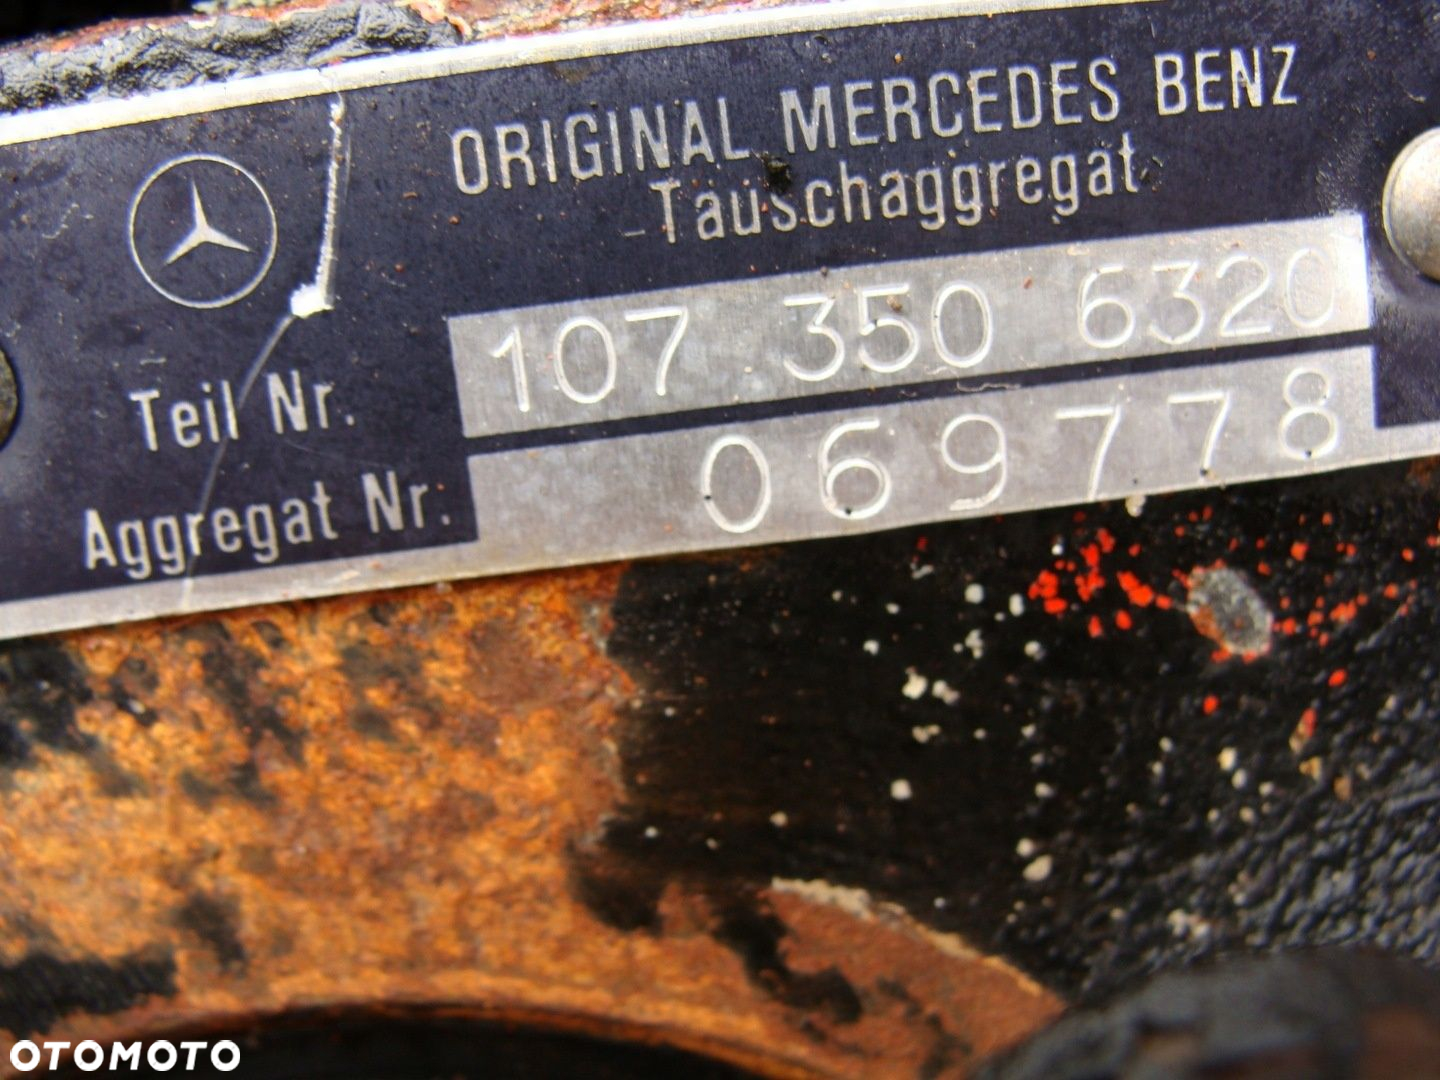 ORIGINAL MERCEDES BENZ
-Tauschaggregat-
Teil Nr. 107 350 6320
Aggregat Nr. 069778
OTOMOTO